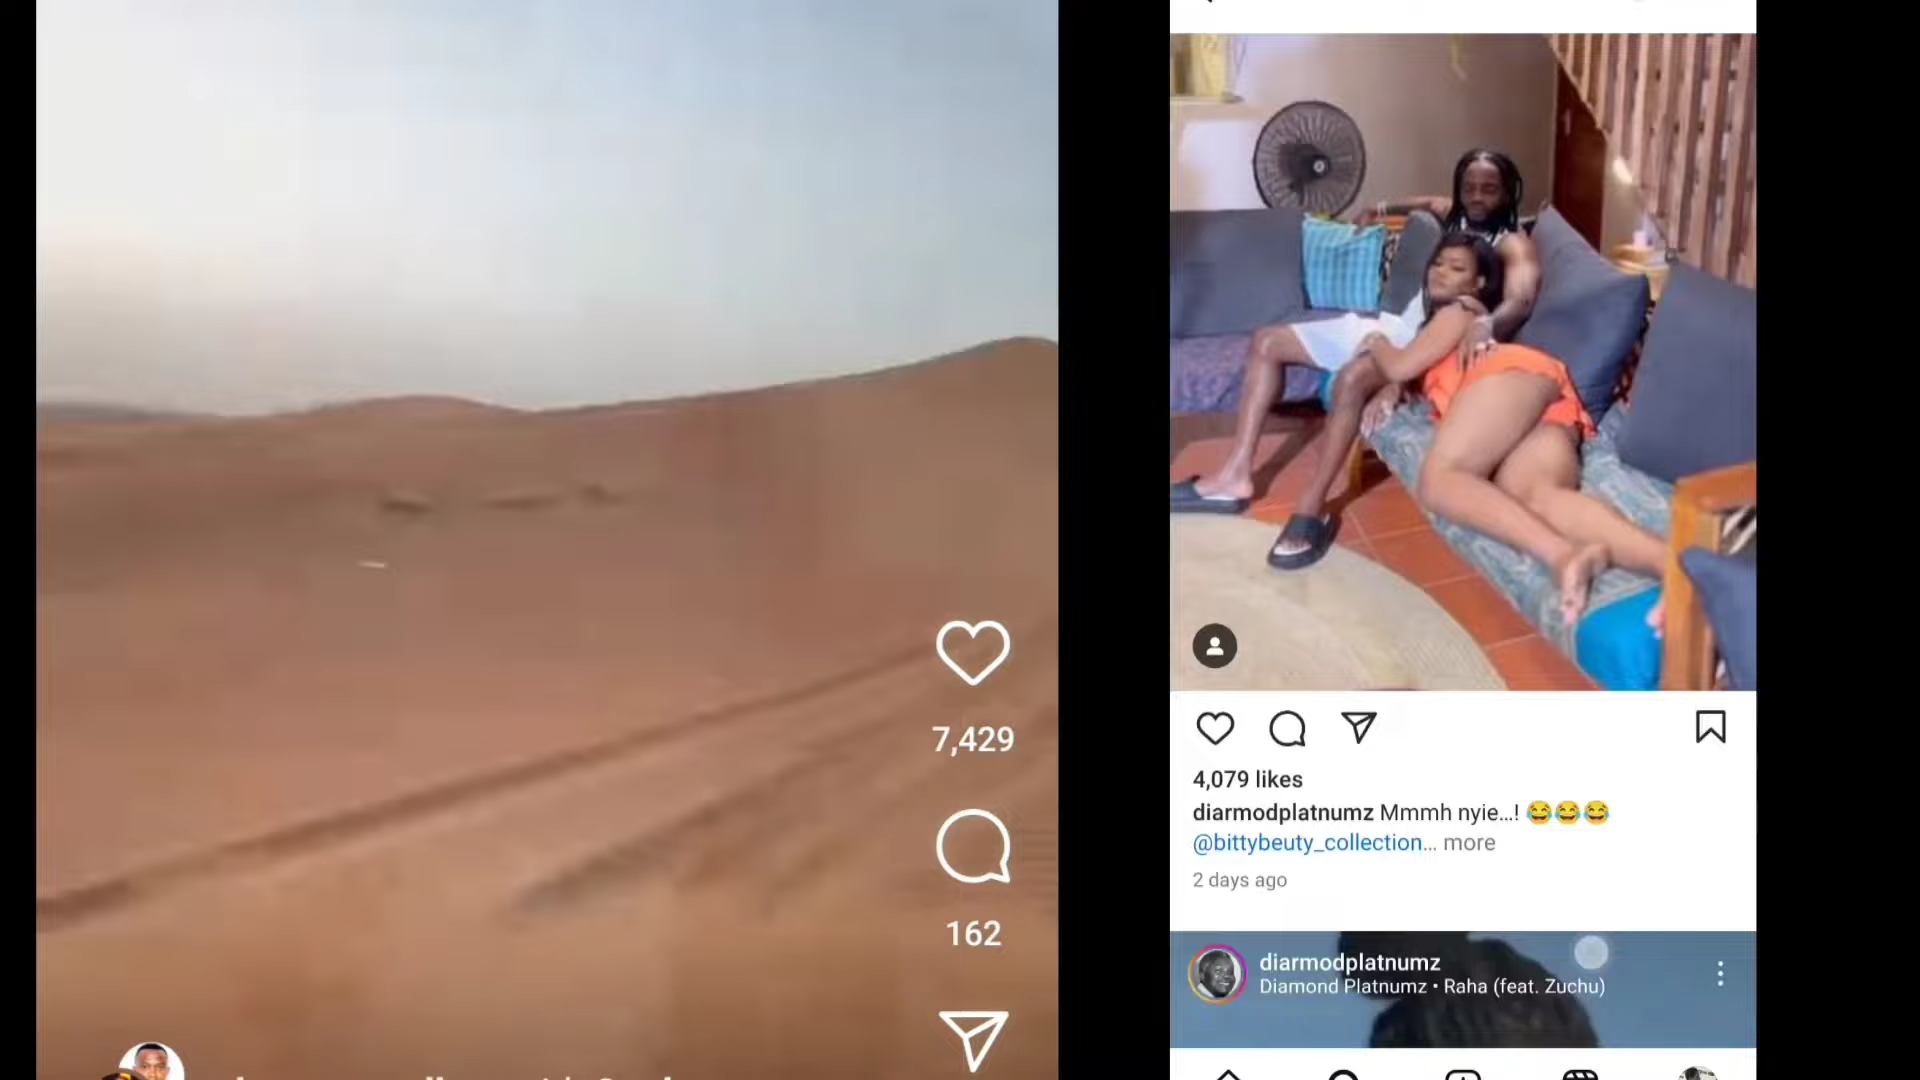 7,429
162
4,079 likes
diarmodplatnumz Mmmh nyie...! 😂😂😂
@bittybeuty_collection... more
2 days ago
diarmodplatnumz
Diamond Platnumz • Raha (feat. Zuchu)